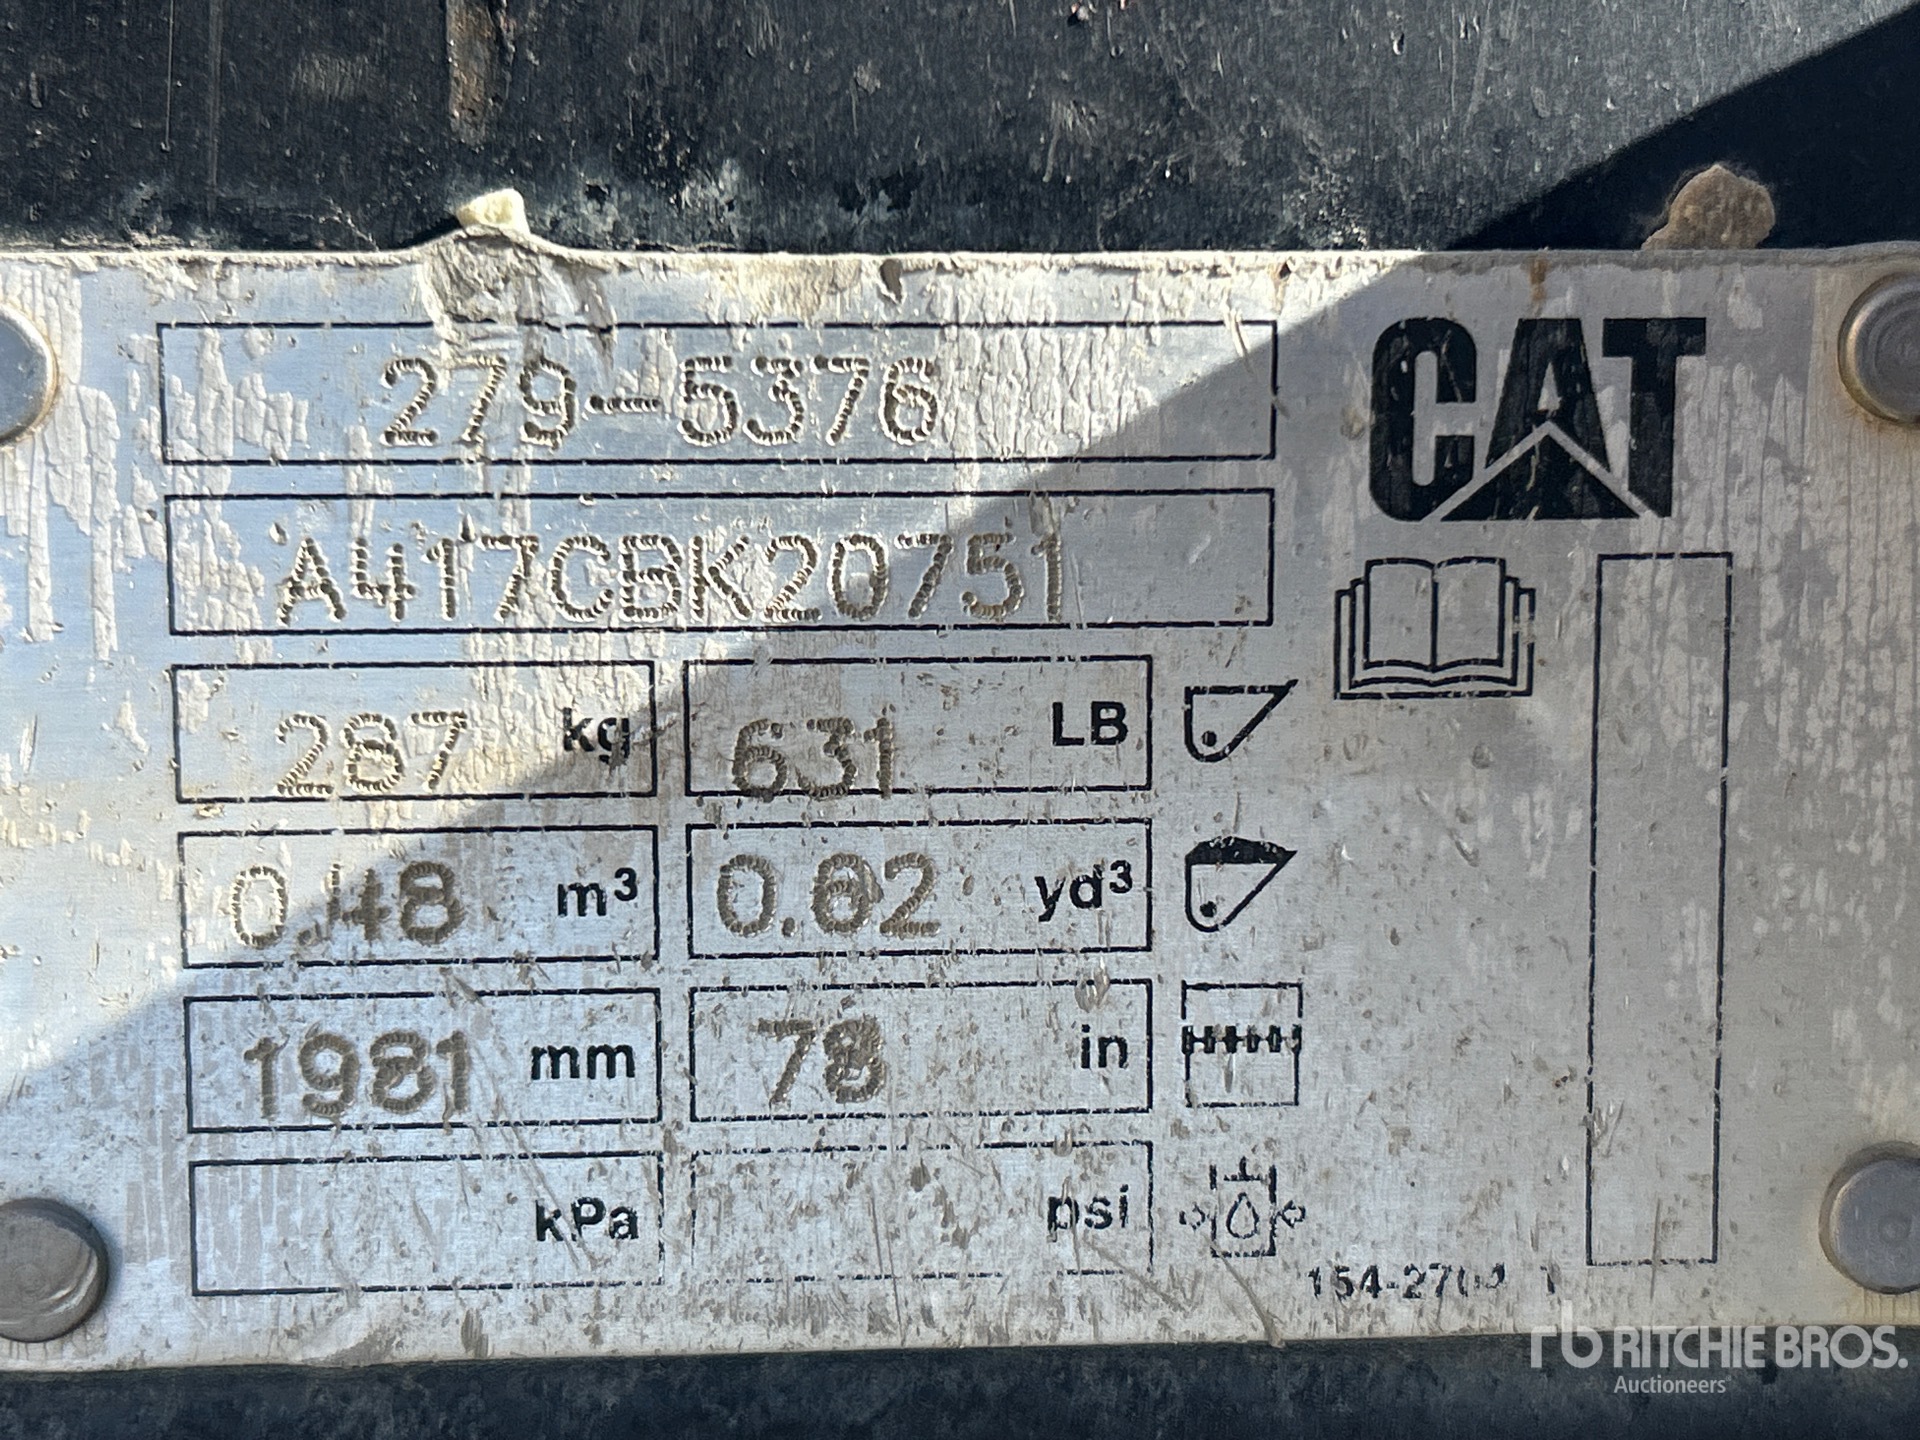 279-5376
CAT
A417CBK20751
287 kg 631 LB
0.48 m³ 0.62 yd³
1981 mm 78 in
kPa psi
RITCHIE BROS.
Auctioneers